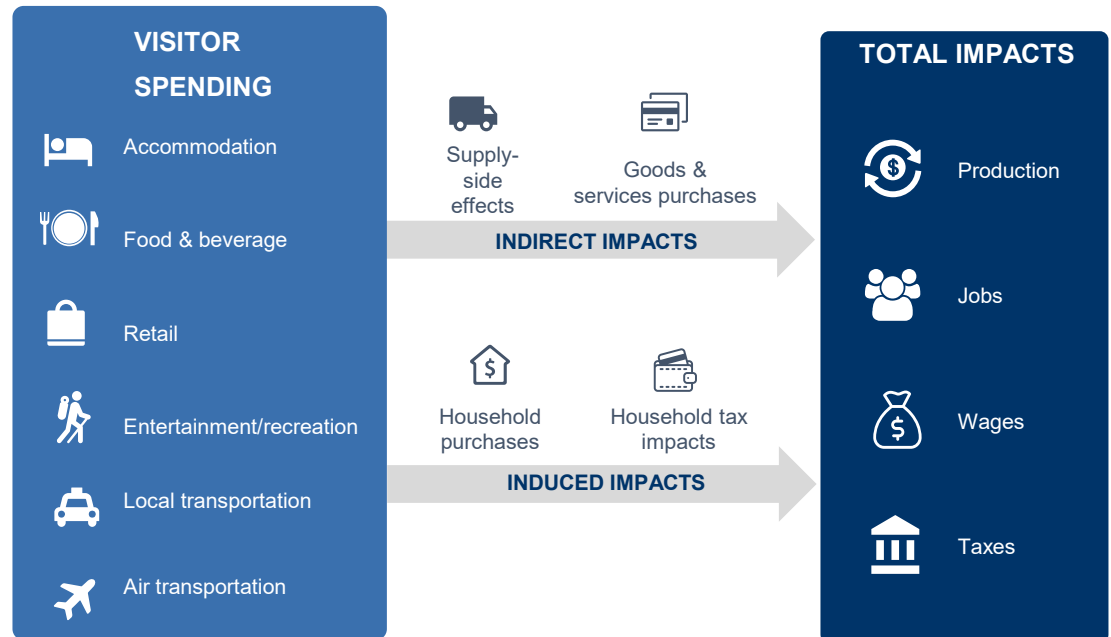 VISITOR
SPENDING
Accommodation
Food & beverage
Retail
Entertainment/recreation
Local transportation
Air transportation
Supply-
side
effects
Goods &
services purchases
INDIRECT IMPACTS
Household
purchases
Household tax
impacts
INDUCED IMPACTS
TOTAL IMPACTS
Production
Jobs
Wages
Taxes